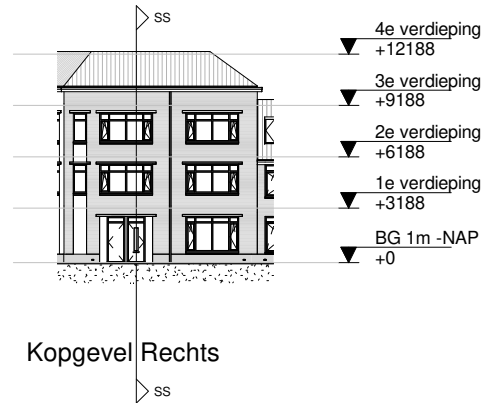 SS
4e verdieping
+12188
3e verdieping
+9188
2e verdieping
+6188
1e verdieping
+3188
BG 1m -NAP
+0
Kopgevel Rechts
SS